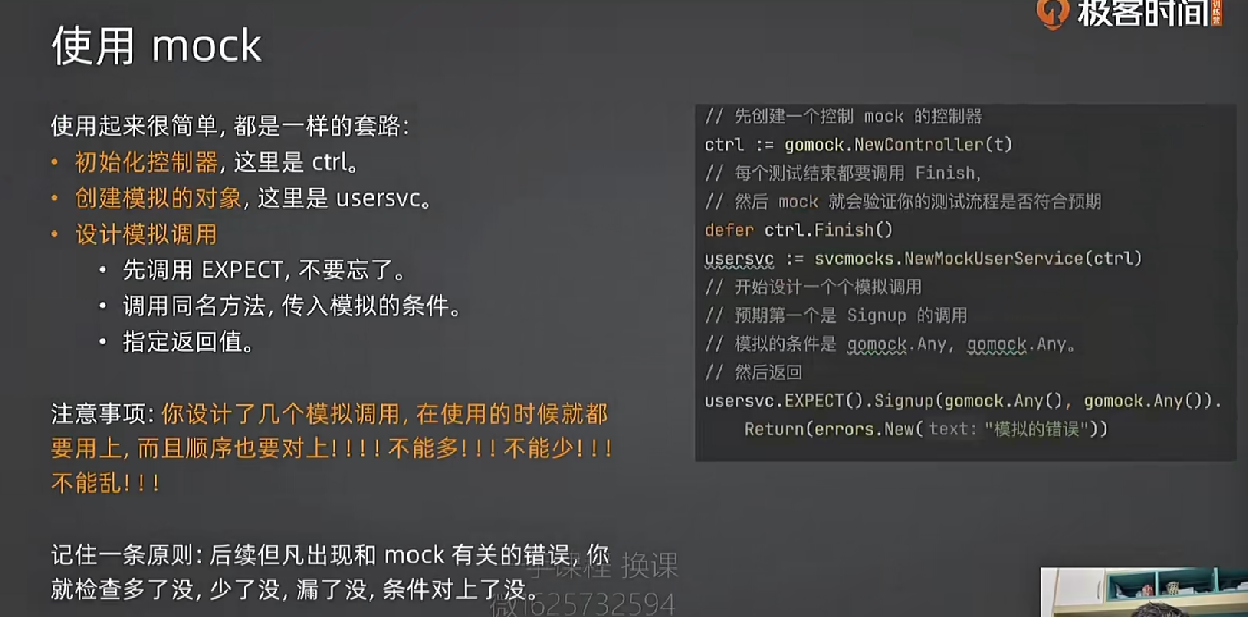 极客时间
训练营
使用 mock
使用起来很简单, 都是一样的套路:
• 初始化控制器, 这里是 ctrl。
• 创建模拟的对象, 这里是 usersvc。
• 设计模拟调用
• 先调用 EXPECT, 不要忘了。
• 调用同名方法, 传入模拟的条件。
• 指定返回值。
注意事项: 你设计了几个模拟调用, 在使用的时候就都
要用上, 而且顺序也要对上!!!! 不能多!!! 不能少!!!
不能乱!!!
记住一条原则: 后续但凡出现和 mock 有关的错误, 你
就检查多了没, 少了没, 漏了没, 条件对上了没。
// 先创建一个控制 mock 的控制器
ctrl := gomock.NewController(t)
// 每个测试结束都要调用 Finish,
// 然后 mock 就会验证你的测试流程是否符合预期
defer ctrl.Finish()
usersvc := svcmocks.NewMockUserService(ctrl)
// 开始设计一个个模拟调用
// 预期第一个是 Signup 的调用
// 模拟的条件是 gomock.Any, gomock.Any。
// 然后返回
usersvc.EXPECT().Signup(gomock.Any(), gomock.Any()).
Return(errors.New( text: "模拟的错误"))
课程 换课
微1625732594